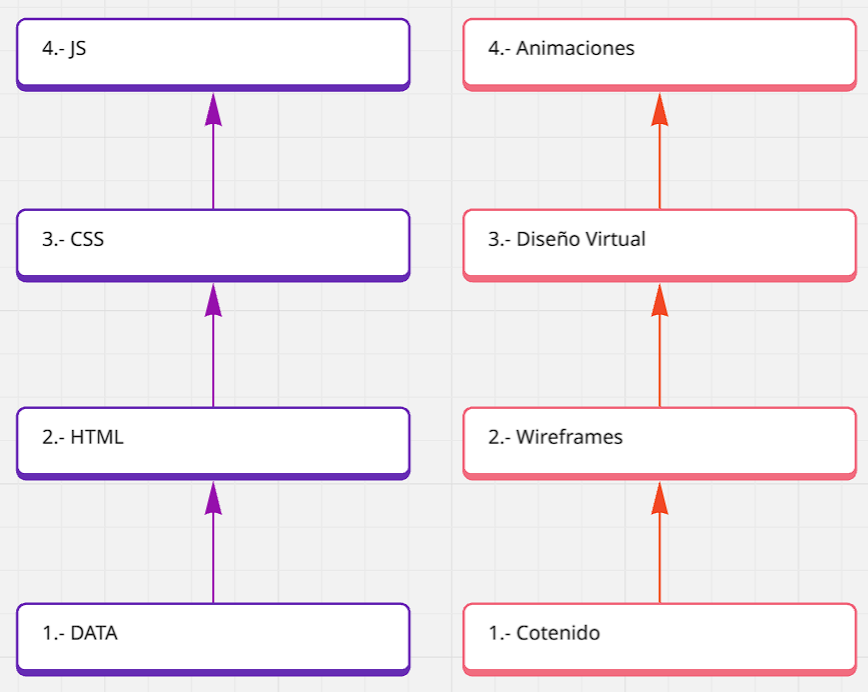 4.- JS
4.- Animaciones
3.- CSS
3.- Diseño Virtual
2.- HTML
2.- Wireframes
1.- DATA
1.- Cotenido